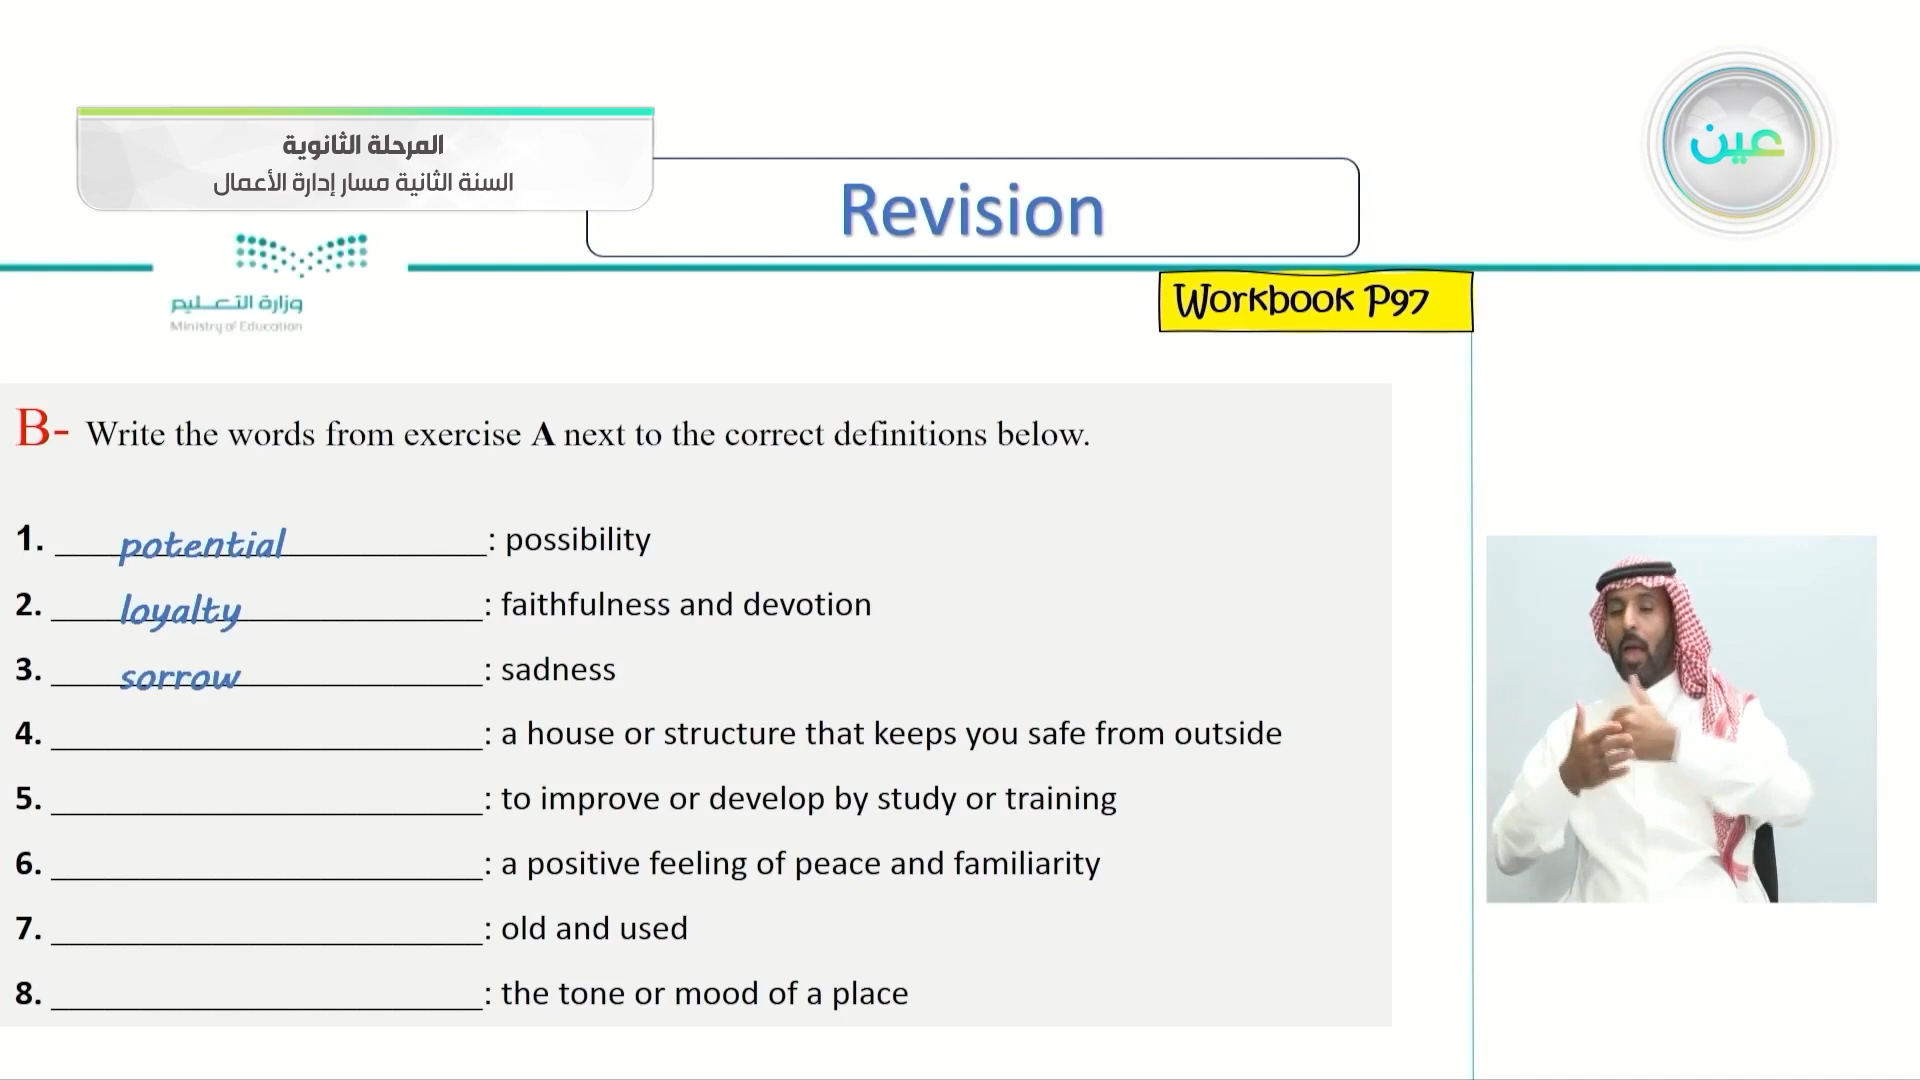 المرحلة الثانوية
السنة الثانية مسار إدارة الأعمال
عين
Revision
وزارة التعليم
Ministry of Education
Workbook P97
B- Write the words from exercise A next to the correct definitions below.
1. potential : possibility
2. loyalty : faithfulness and devotion
3. sorrow : sadness
4. : a house or structure that keeps you safe from outside
5. : to improve or develop by study or training
6. : a positive feeling of peace and familiarity
7. : old and used
8. : the tone or mood of a place